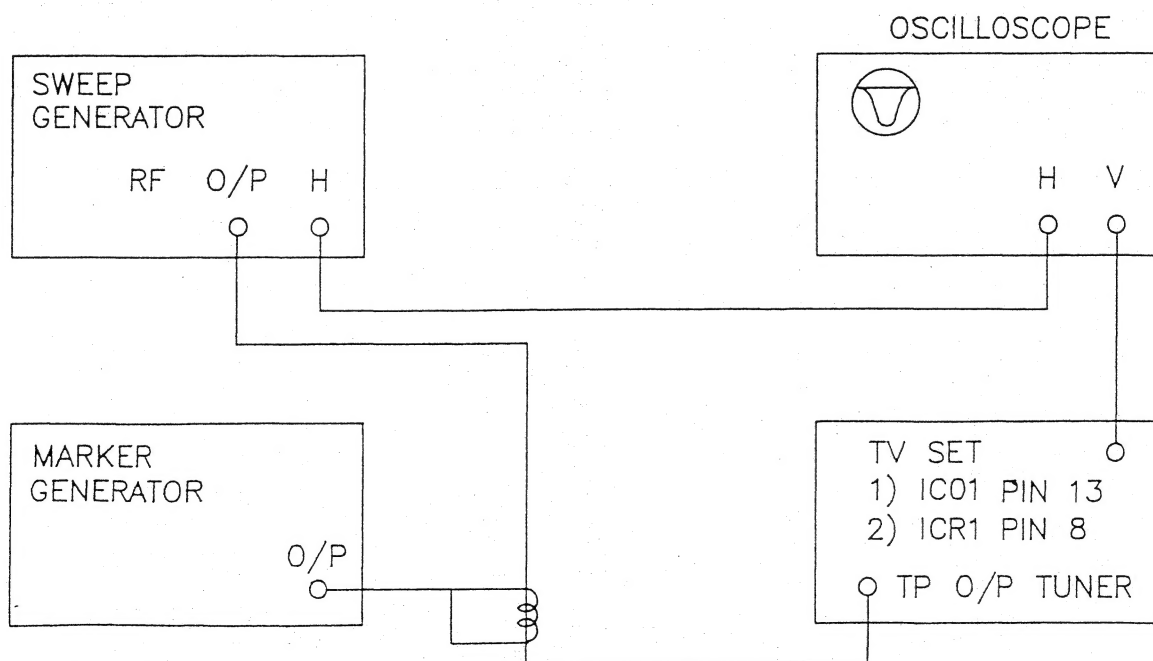 OSCILLOSCOPE
SWEEP
GENERATOR
RF O/P H
H V
MARKER
GENERATOR
O/P
TV SET
1) IC01 PIN 13
2) ICR1 PIN 8
TP O/P TUNER